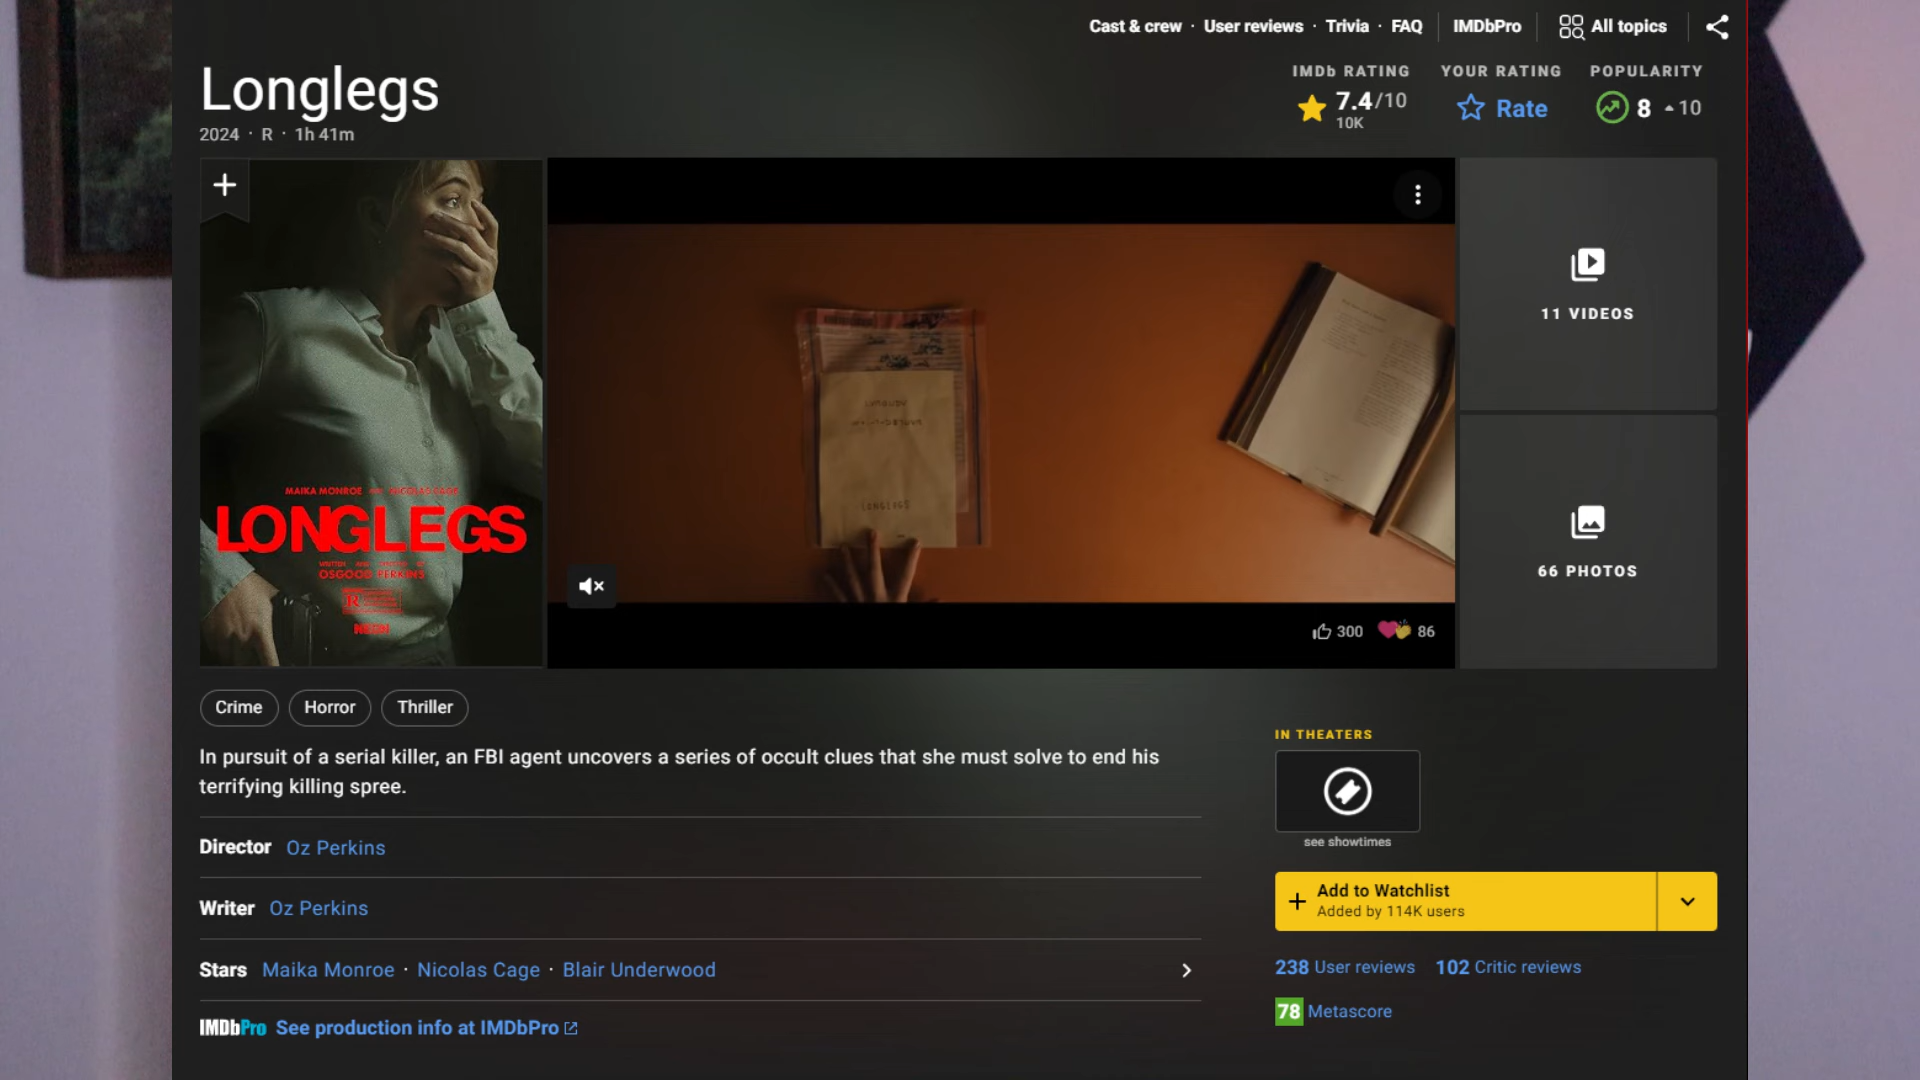 Cast & crew · User reviews · Trivia · FAQ IMDbPro All topics
Longlegs
2024 · R · 1h 41m
IMDb RATING
7.4/10
10K
YOUR RATING
Rate
POPULARITY
8 10
MAIKA MONROE AND NICOLAS CAGE
LONGLEGS
OSGOOD PERKINS
R
NEON
LONGLEGS
300 86
11 VIDEOS
66 PHOTOS
Crime Horror Thriller
In pursuit of a serial killer, an FBI agent uncovers a series of occult clues that she must solve to end his
terrifying killing spree.
Director Oz Perkins
Writer Oz Perkins
Stars Maika Monroe · Nicolas Cage · Blair Underwood
IMDbPro See production info at IMDbPro
IN THEATERS
see showtimes
Add to Watchlist
Added by 114K users
238 User reviews 102 Critic reviews
78 Metascore